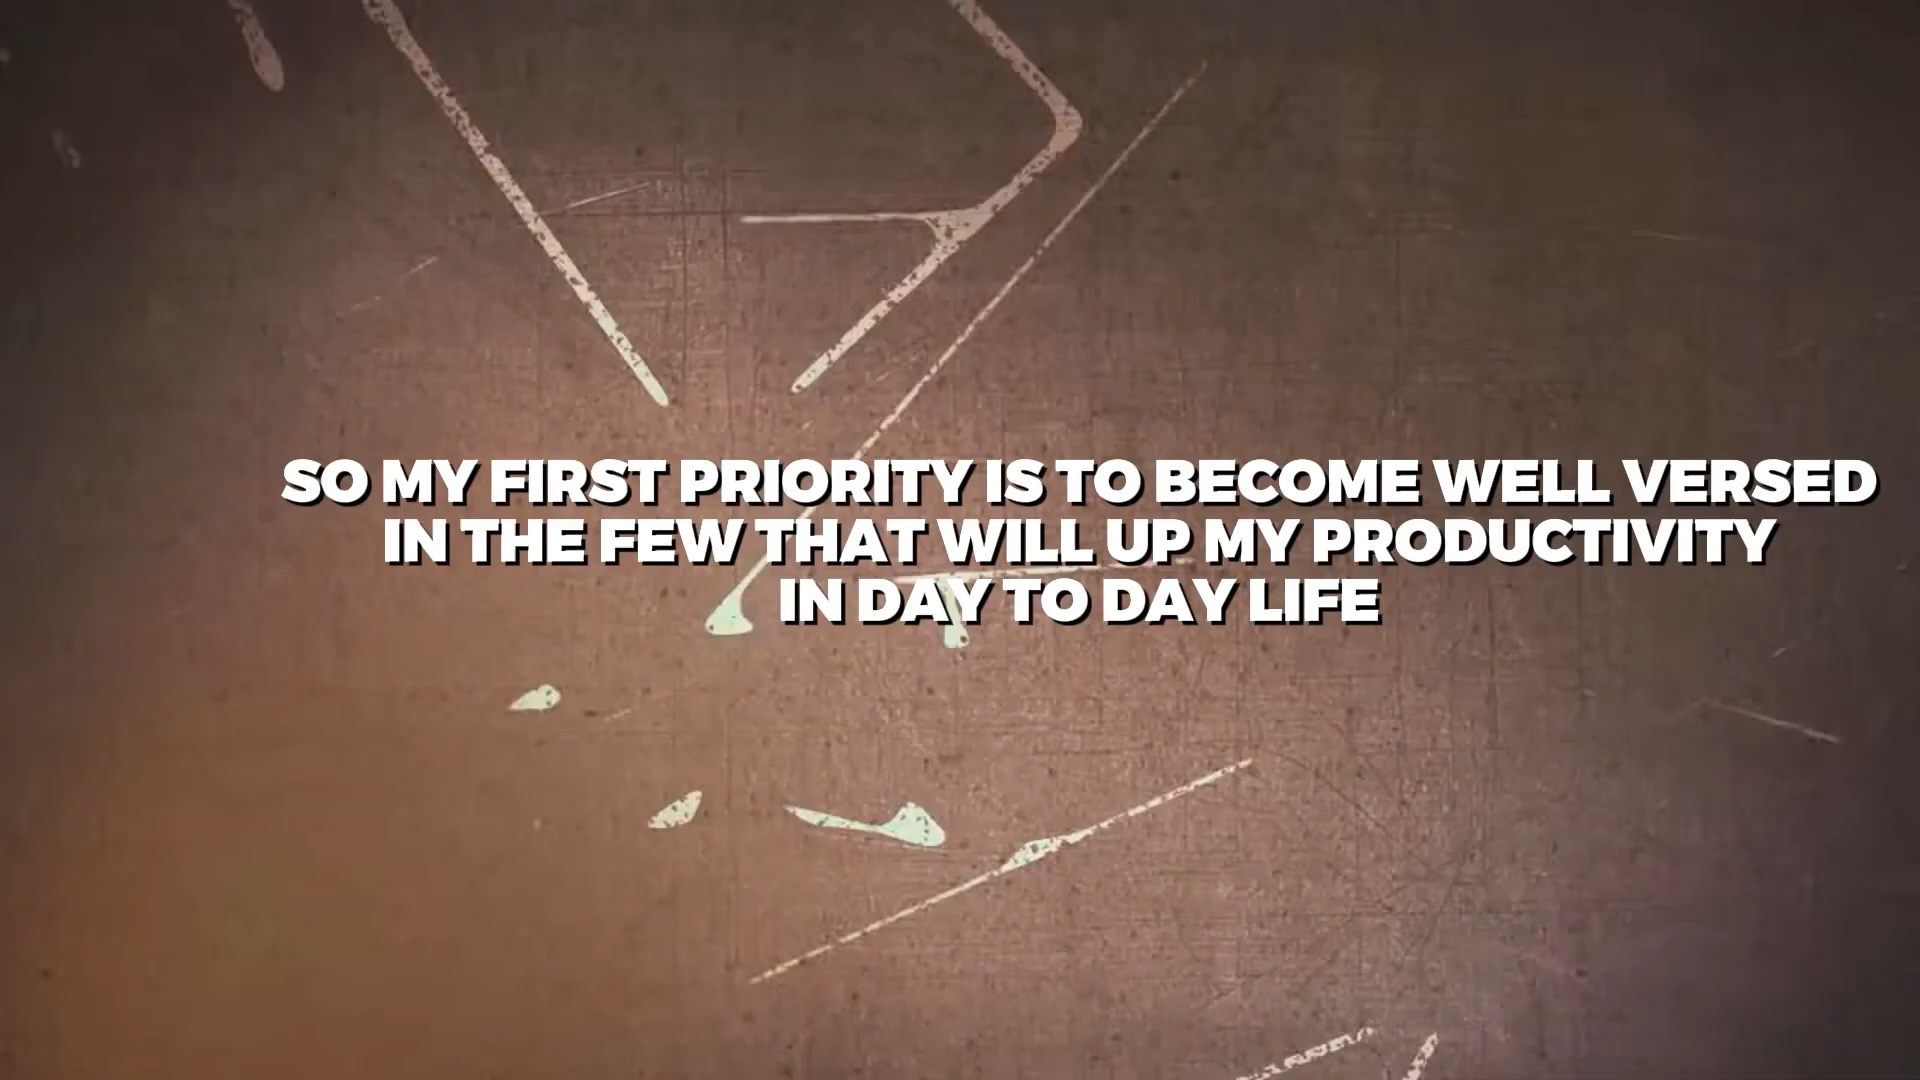 SO MY FIRST PRIORITY IS TO BECOME WELL VERSED
IN THE FEW THAT WILL UP MY PRODUCTIVITY
IN DAY TO DAY LIFE